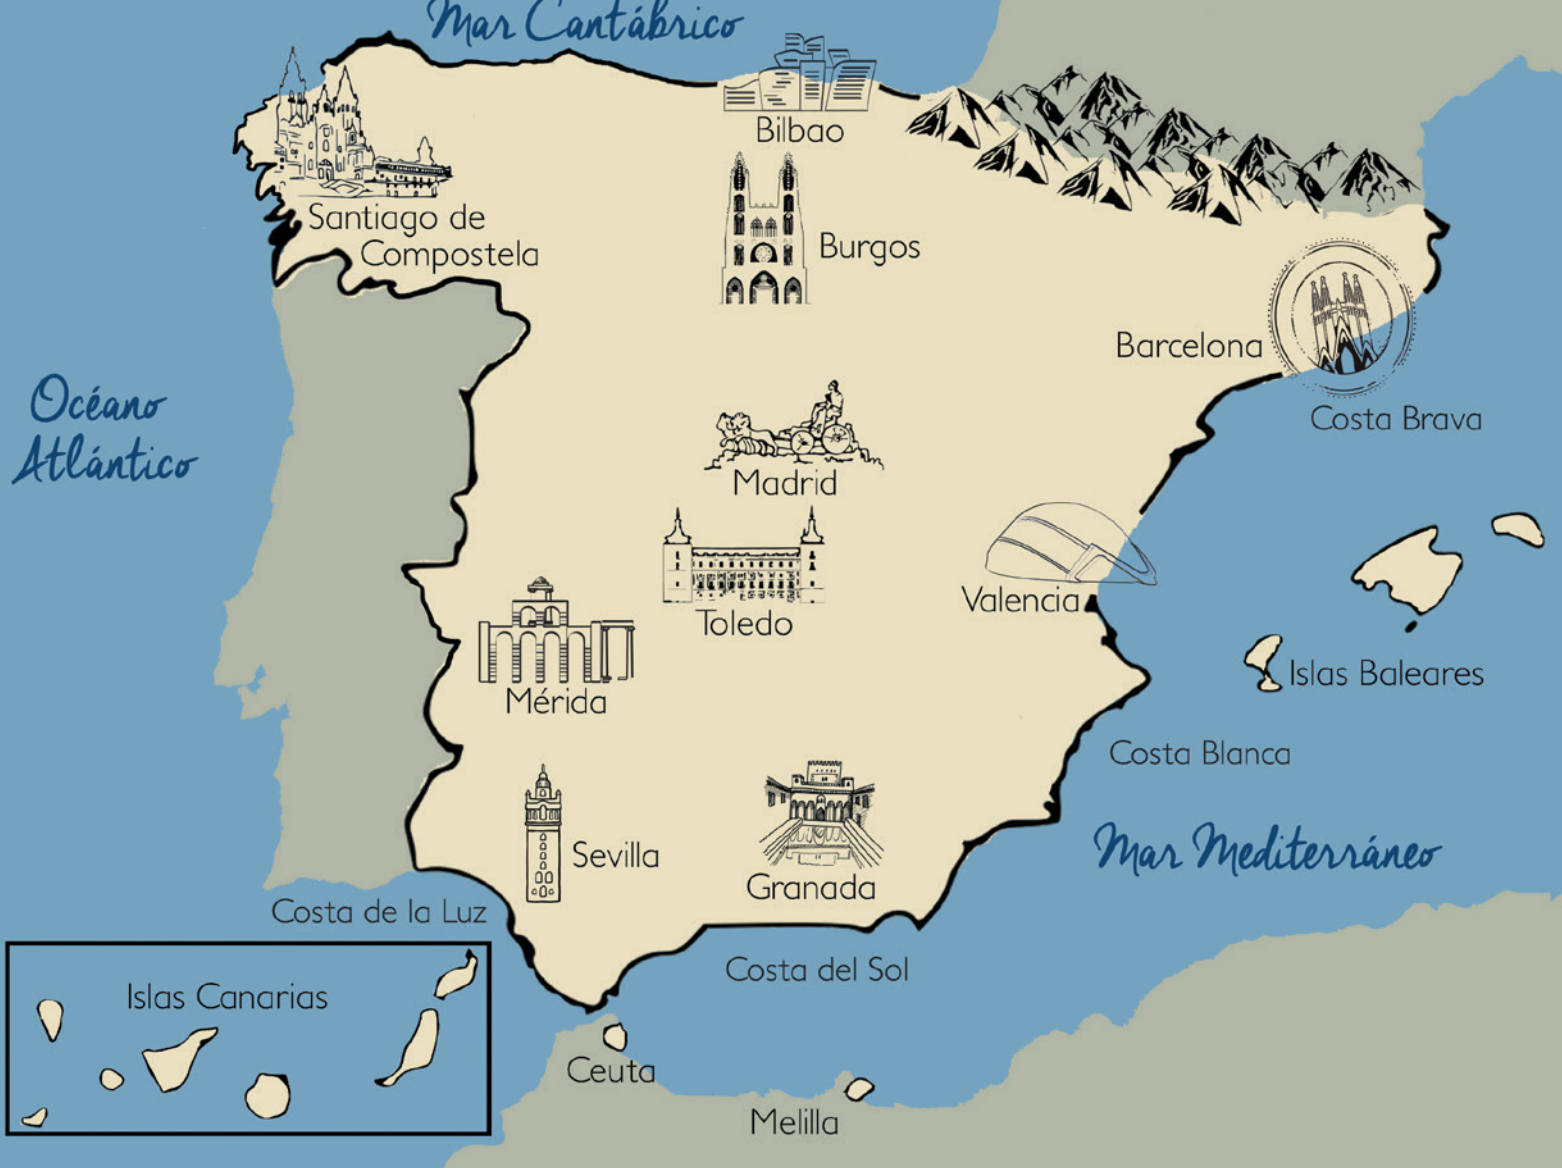 Mar Cantábrico
Bilbao
Santiago de
Compostela
Burgos
Barcelona
Océano
Atlántico
Costa Brava
Madrid
Valencia
Toledo
Islas Baleares
Mérida
Costa Blanca
Mar Mediterráneo
Sevilla
Granada
Costa de la Luz
Costa del Sol
Islas Canarias
Ceuta
Melilla